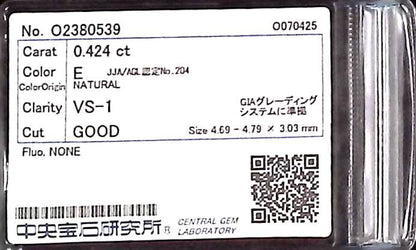 No. O2380539 O070425
Carat 0.424 ct
Color E JJA/AGL認定No.204
ColorOrigin NATURAL
Clarity VS-1 GIAグレーディング
システムに準拠
Cut GOOD Size 4.69 - 4.79 × 3.03 mm
Fluo. NONE
中央宝石研究所® CENTRAL GEM
LABORATORY